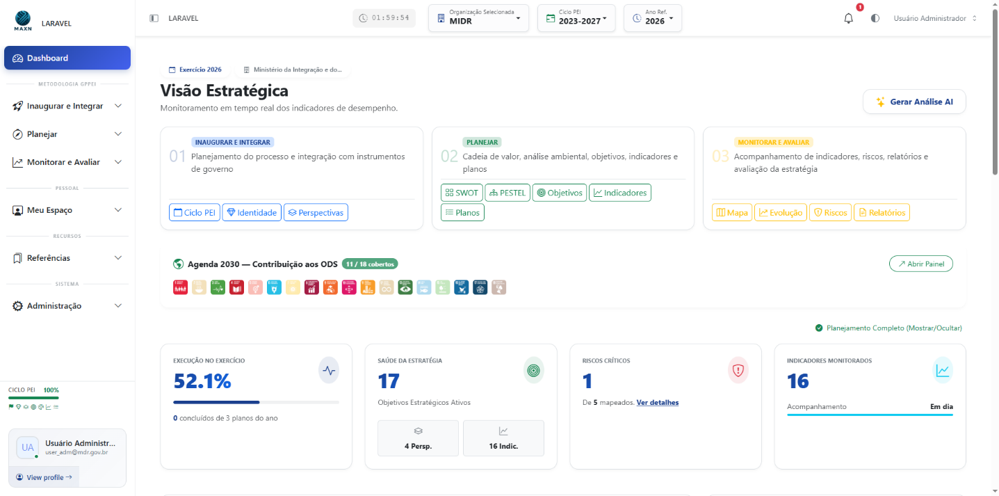 MAXN
LARAVEL
Dashboard
METODOLOGIA GPPEI
Inaugurar e Integrar
Planejar
Monitorar e Avaliar
PESSOAL
Meu Espaço
RECURSOS
Referências
SISTEMA
Administração
CICLO PEI 100%
UA
Usuário Administr...
user_adm@mdr.gov.br
View profile
LARAVEL
01:59:54
Organização Selecionada
MIDR
Ciclo PEI
2023-2027
Ano Ref.
2026
1
Usuário Administrador
Exercício 2026
Ministério da Integração e do...
Visão Estratégica
Monitoramento em tempo real dos indicadores de desempenho.
Gerar Análise AI
01
INAUGURAR E INTEGRAR
Planejamento do processo e integração com instrumentos
de governo
Ciclo PEI Identidade Perspectivas
02
PLANEJAR
Cadeia de valor, análise ambiental, objetivos, indicadores e
planos
SWOT PESTEL Objetivos Indicadores
Planos
03
MONITORAR E AVALIAR
Acompanhamento de indicadores, riscos, relatórios e
avaliação da estratégia
Mapa Evolução Riscos Relatórios
Agenda 2030 — Contribuição aos ODS 11 / 18 cobertos
Abrir Painel
Planejamento Completo (Mostrar/Ocultar)
EXECUÇÃO NO EXERCÍCIO
52.1%
0 concluídos de 3 planos do ano
SAÚDE DA ESTRATÉGIA
17
Objetivos Estratégicos Ativos
4 Persp.
16 Indic.
RISCOS CRÍTICOS
1
De 5 mapeados. Ver detalhes
INDICADORES MONITORADOS
16
Acompanhamento Em dia